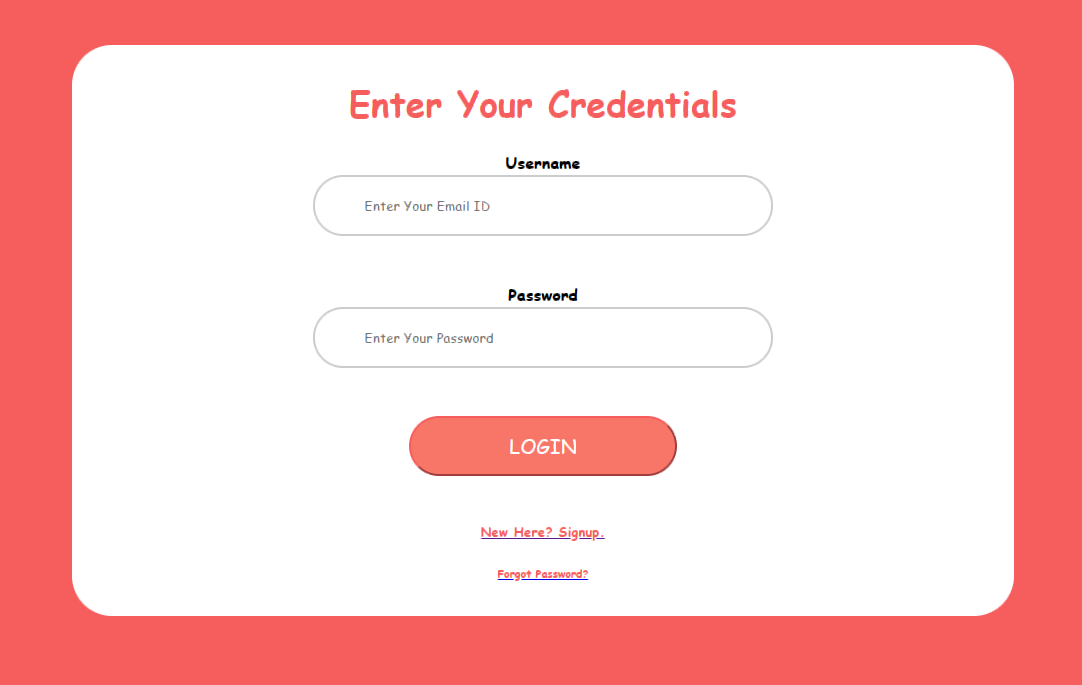 Enter Your Credentials
Username
Enter Your Email ID
Password
Enter Your Password
LOGIN
New Here? Signup.
Forgot Password?